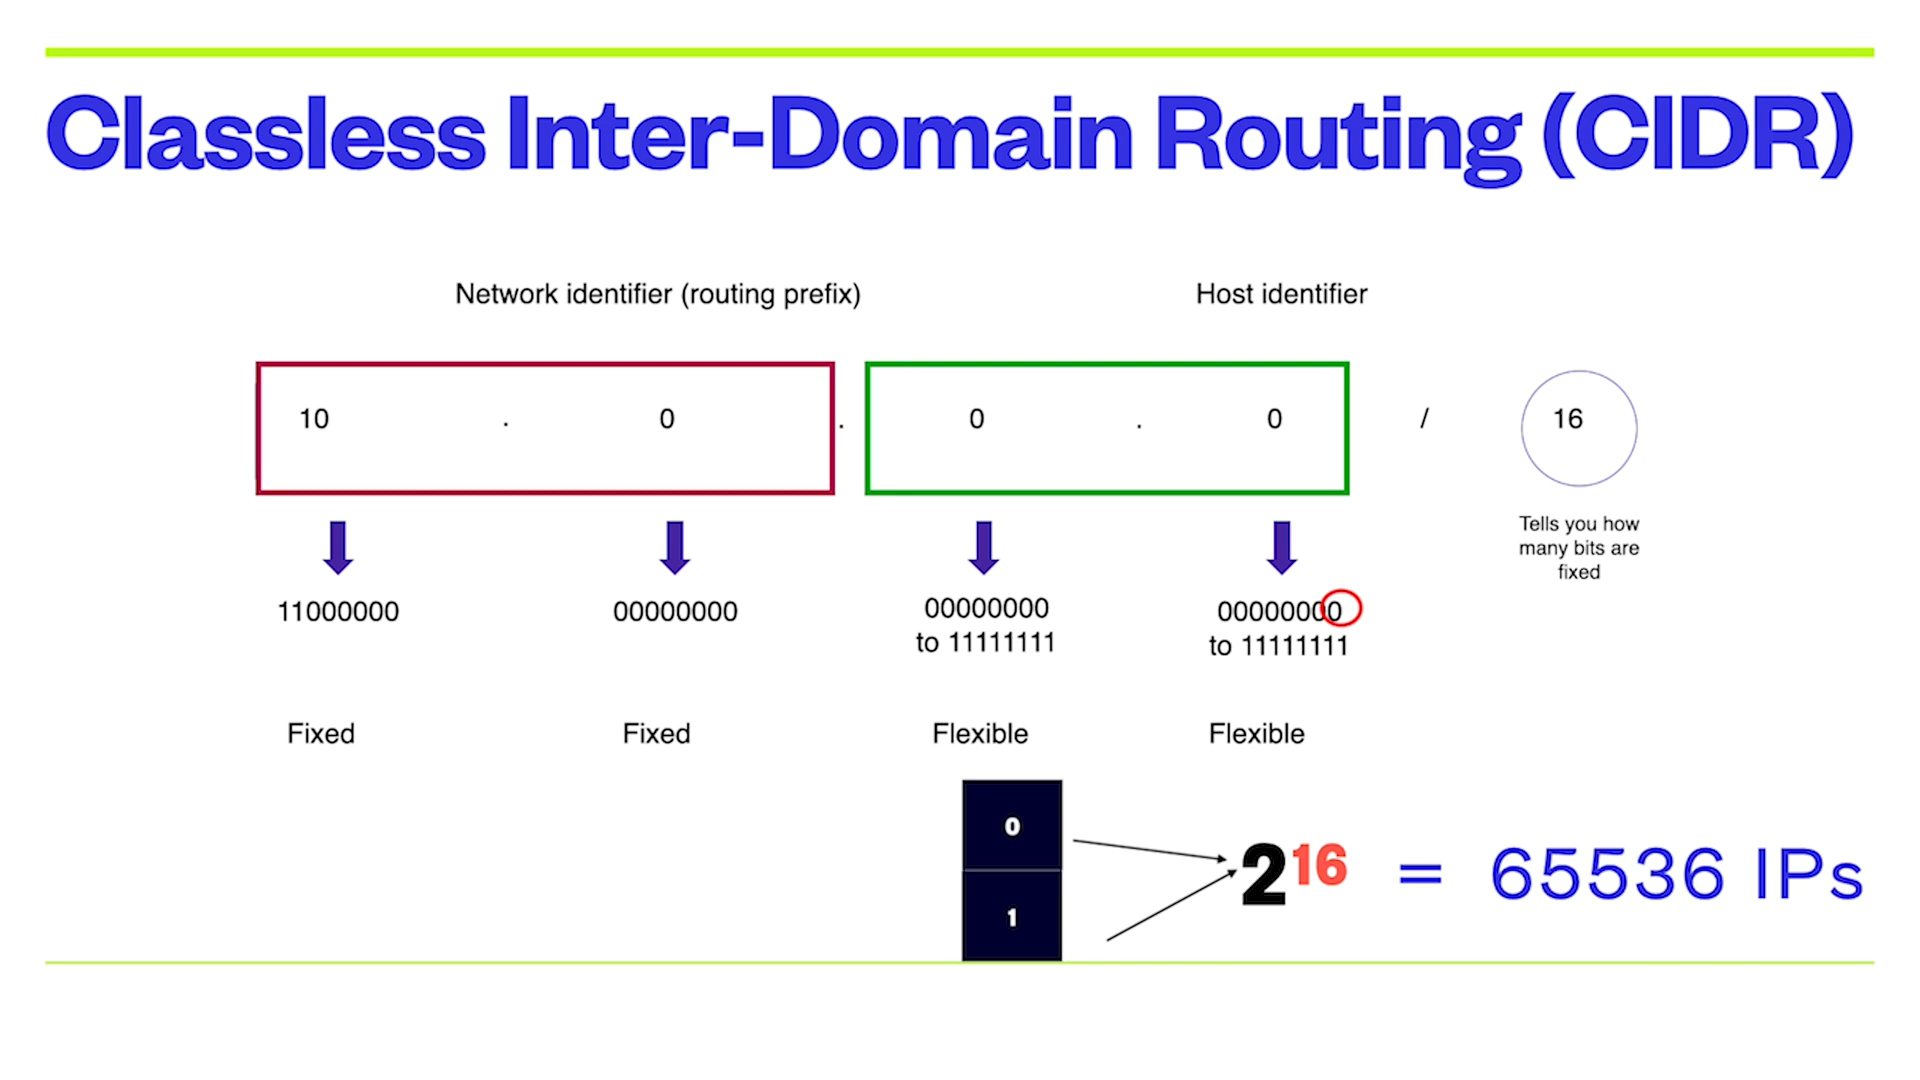 Classless Inter-Domain Routing (CIDR)
Network identifier (routing prefix) Host identifier
10 . 0 . 0 . 0 / 16
Tells you how
many bits are
fixed
11000000 00000000 00000000 00000000
to 11111111 to 11111111
Fixed Fixed Flexible Flexible
0
1
2^16 = 65536 IPs